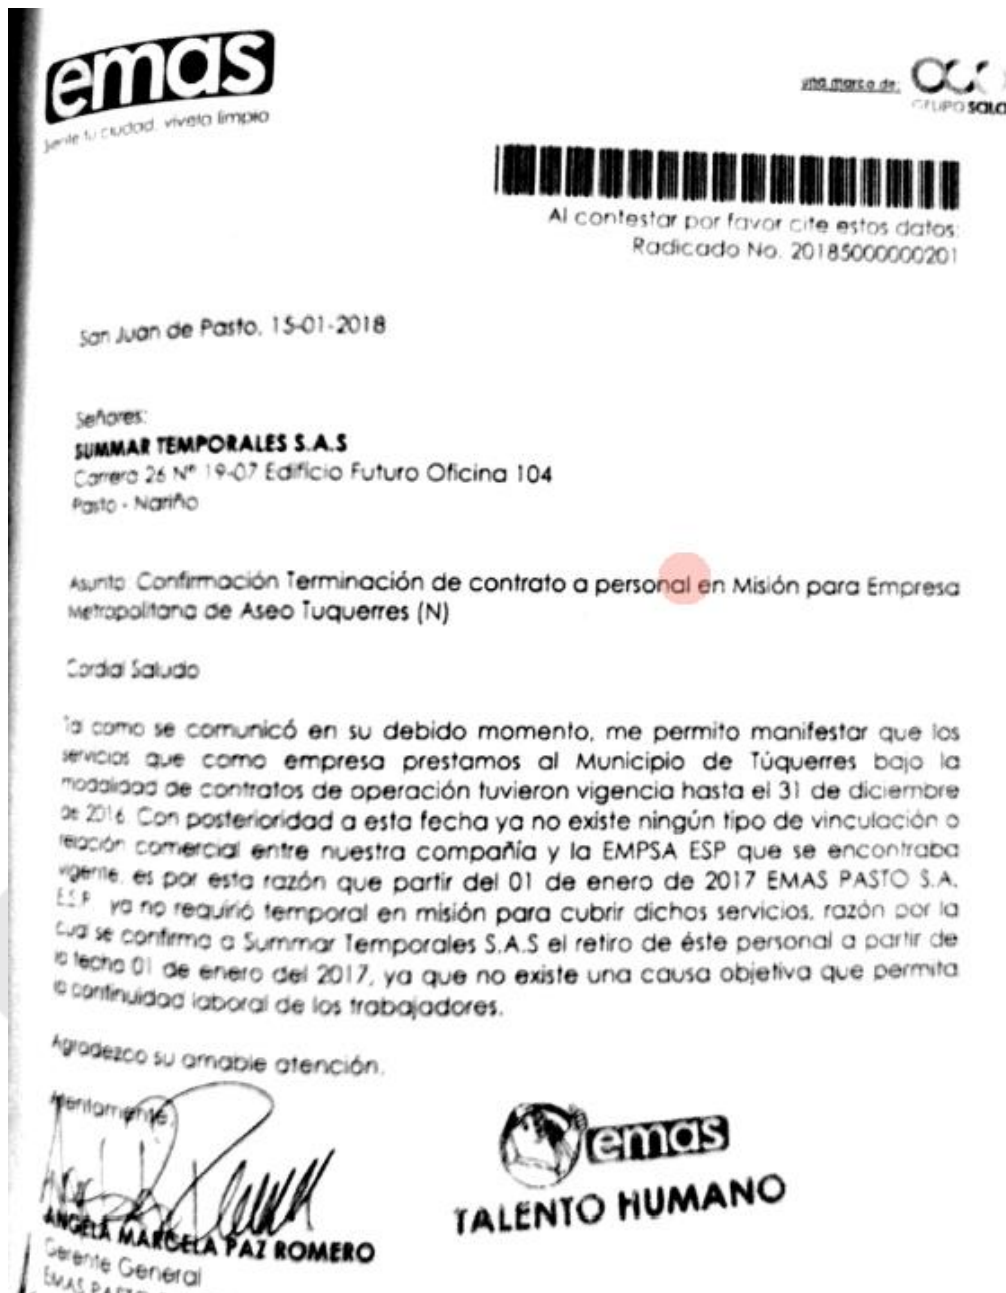 emas
Siente tu ciudad, vívela limpio
una marca de:
GRUPO SALA
Al contestar por favor cite estos datos:
Radicado No. 20185000000201
San Juan de Pasto, 15-01-2018
Señores:
SUMMAR TEMPORALES S.A.S
Carrera 26 Nº 19-07 Edificio Futuro Oficina 104
Pasto - Nariño
Asunto: Confirmación Terminación de contrato a personal en Misión para Empresa
Metropolitana de Aseo Tuquerres (N)
Cordial Saludo
Tal como se comunicó en su debido momento, me permito manifestar que los
servicios que como empresa prestamos al Municipio de Túquerres bajo la
modalidad de contratos de operación tuvieron vigencia hasta el 31 de diciembre
de 2016. Con posterioridad a esta fecha ya no existe ningún tipo de vinculación o
relación comercial entre nuestra compañía y la EMPSA ESP que se encontraba
vigente, es por esta razón que partir del 01 de enero de 2017 EMAS PASTO S.A.
E.S.P. ya no requirió temporal en misión para cubrir dichos servicios, razón por la
cual se confirma a Summar Temporales S.A.S el retiro de éste personal a partir de
la fecha 01 de enero del 2017, ya que no existe una causa objetiva que permita
la continuidad laboral de los trabajadores.
Agradezco su amable atención.
Atentamente,
emas
TALENTO HUMANO
ANGELA MARCELA PAZ ROMERO
Gerente General
EMAS PASTO